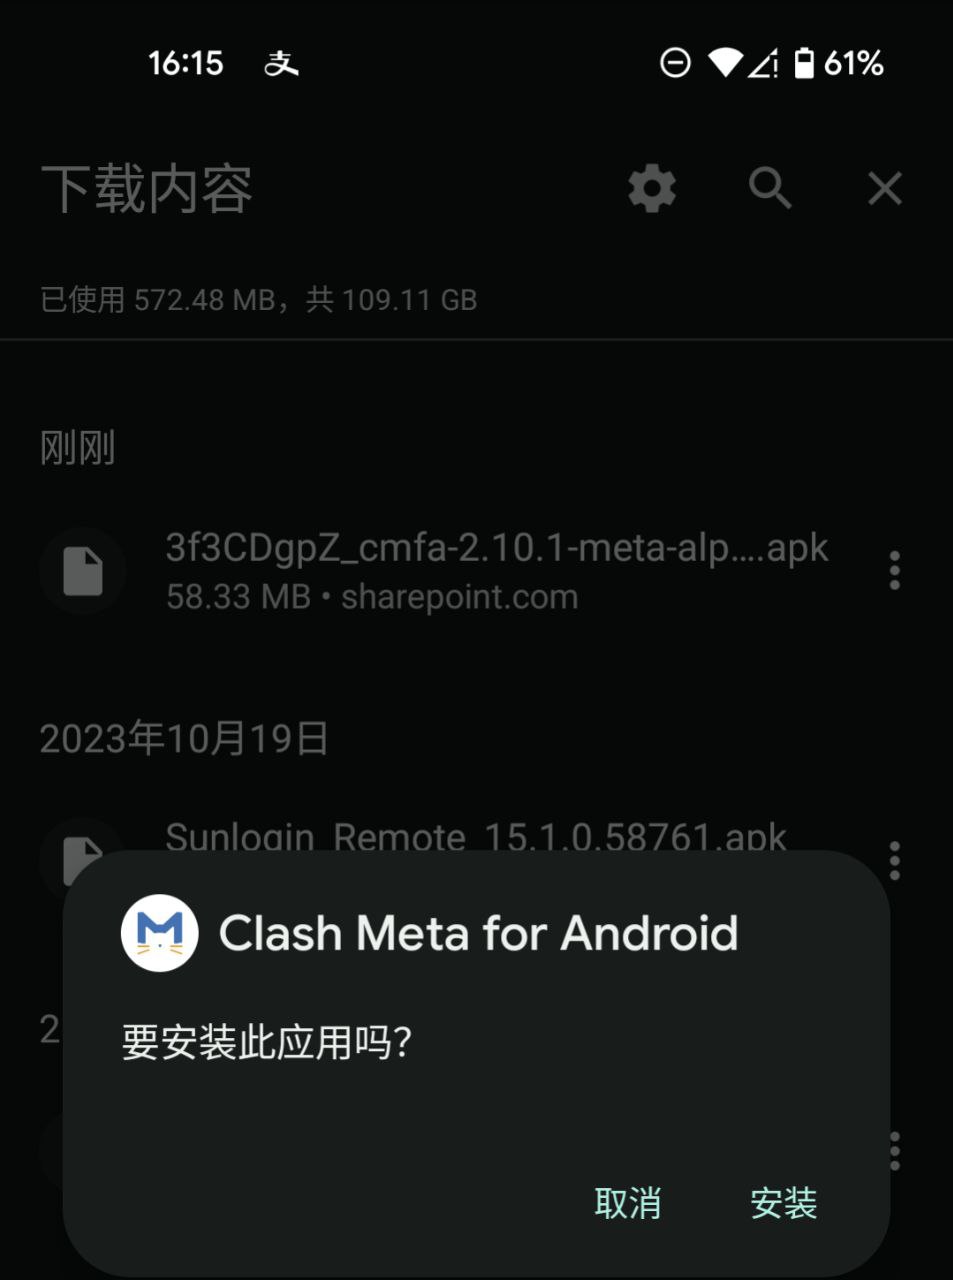 16:15
61%
下载内容
已使用 572.48 MB，共 109.11 GB
刚刚
3f3CDgpZ_cmfa-2.10.1-meta-alp....apk
58.33 MB • sharepoint.com
2023年10月19日
Sunlogin_Remote_15.1.0.58761.apk
Clash Meta for Android
2
要安装此应用吗？
取消
安装